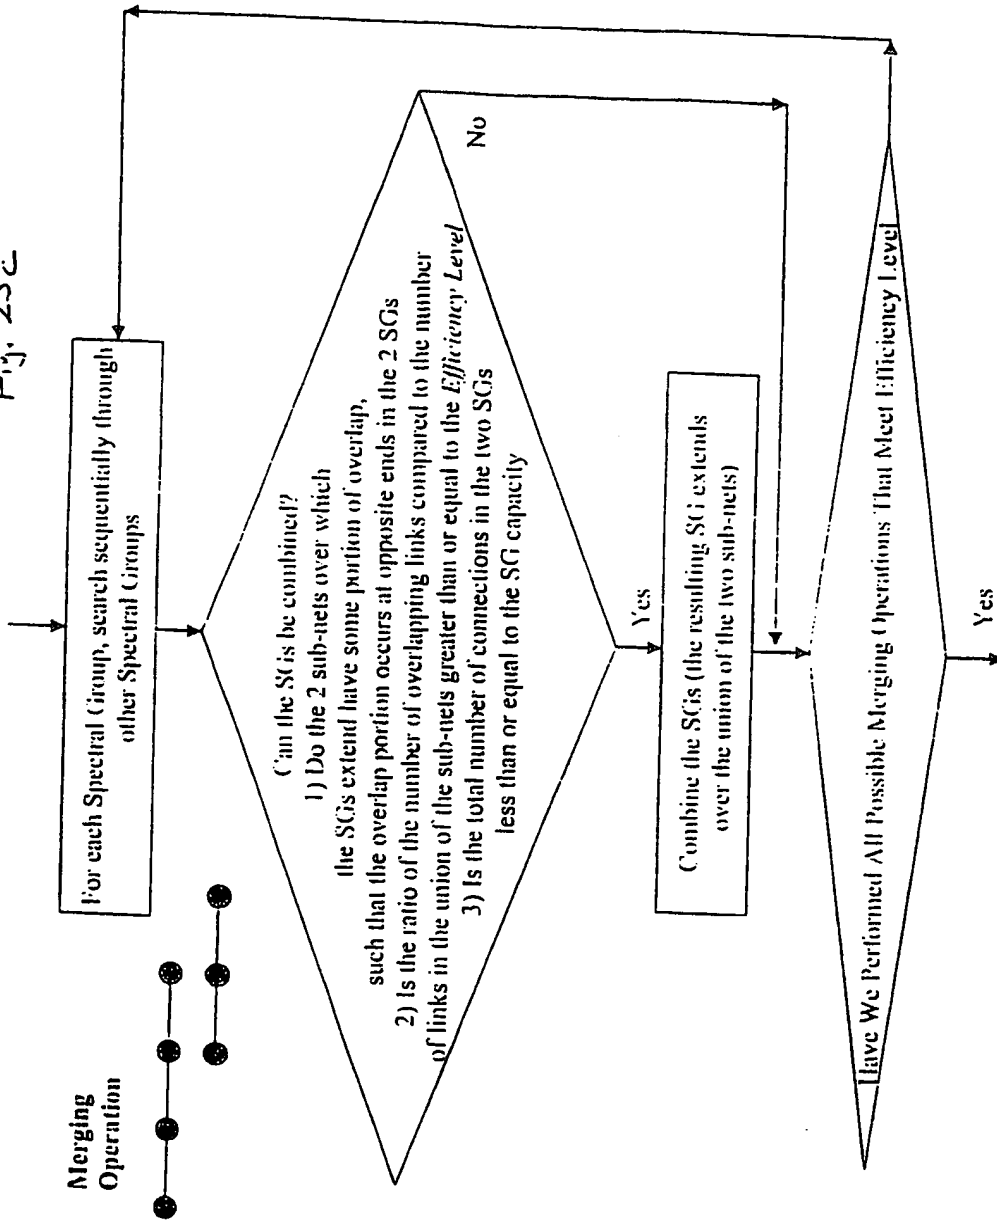 Fig. 23c
Merging
Operation
For each Spectral Group, search sequentially through
other Spectral Groups
Can the SGs be combined?
1) Do the 2 sub-nets over which
the SGs extend have some portion of overlap,
such that the overlap portion occurs at opposite ends in the 2 SGs
2) Is the ratio of the number of overlapping links compared to the number
of links in the union of the sub-nets greater than or equal to the Efficiency Level
3) Is the total number of connections in the two SGs
less than or equal to the SG capacity
No
Yes
Combine the SGs (the resulting SG extends
over the union of the two sub-nets)
Have We Performed All Possible Merging Operations That Meet Efficiency Level
Yes